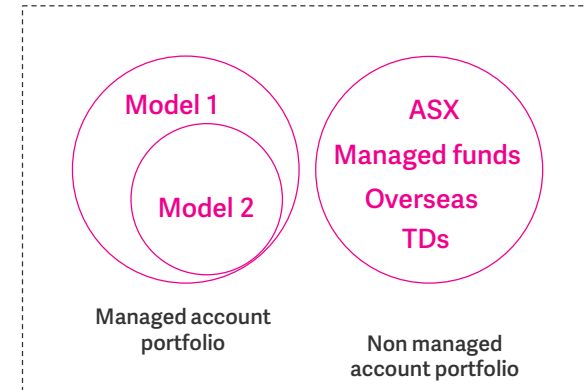 Model 1
Model 2
Managed account
portfolio
ASX
Managed funds
Overseas
TDs
Non managed
account portfolio